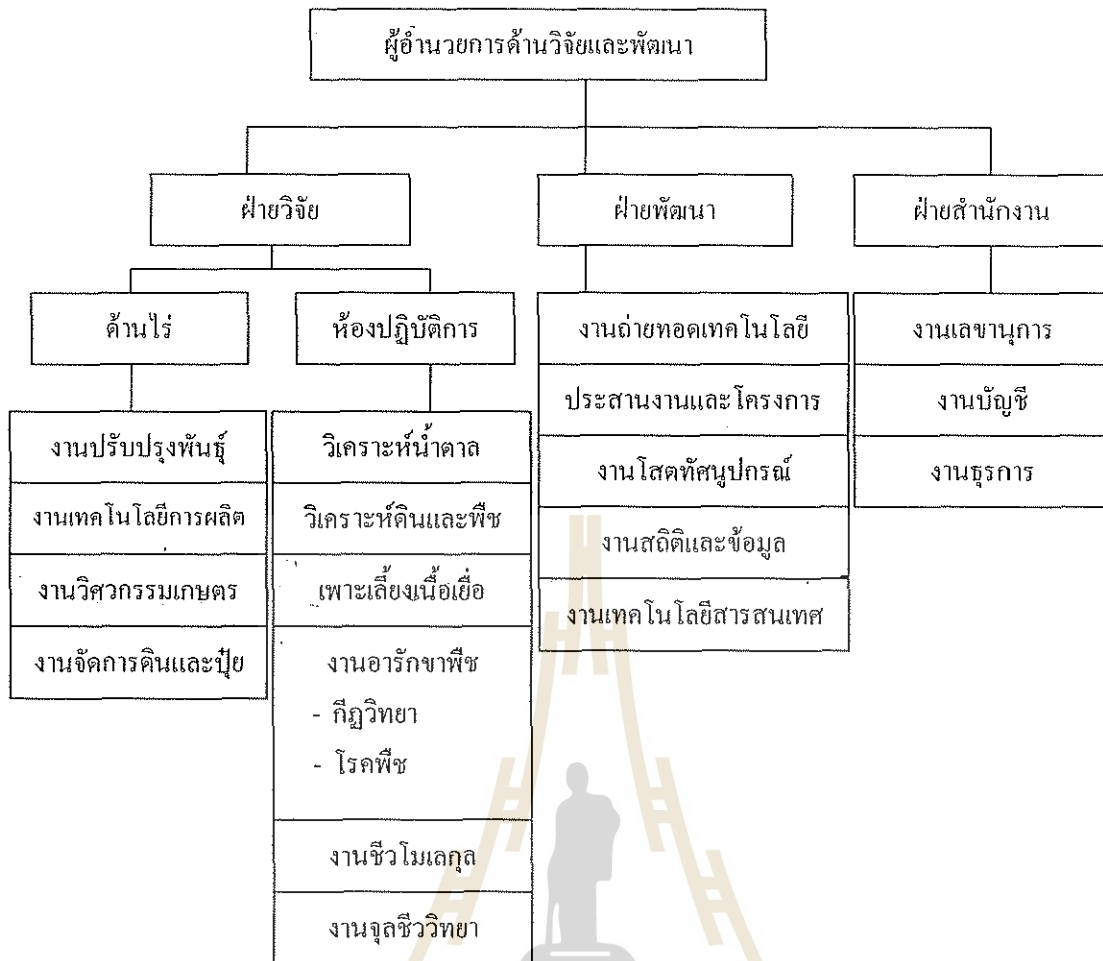 ผู้อำนวยการด้านวิจัยและพัฒนา
ฝ่ายวิจัย
ฝ่ายพัฒนา
ฝ่ายสำนักงาน
ด้านไร่
ห้องปฏิบัติการ
งานปรับปรุงพันธุ์
งานเทคโนโลยีการผลิต
งานวิศวกรรมเกษตร
งานจัดการดินและปุ๋ย
วิเคราะห์น้ำตาล
วิเคราะห์ดินและพืช
เพาะเลี้ยงเนื้อเยื่อ
งานอารักขาพืช
- กีฏวิทยา
- โรคพืช
งานชีวโมเลกุล
งานจุลชีววิทยา
งานถ่ายทอดเทคโนโลยี
ประสานงานและโครงการ
งานโสตทัศนูปกรณ์
งานสถิติและข้อมูล
งานเทคโนโลยีสารสนเทศ
งานเลขานุการ
งานบัญชี
งานธุรการ